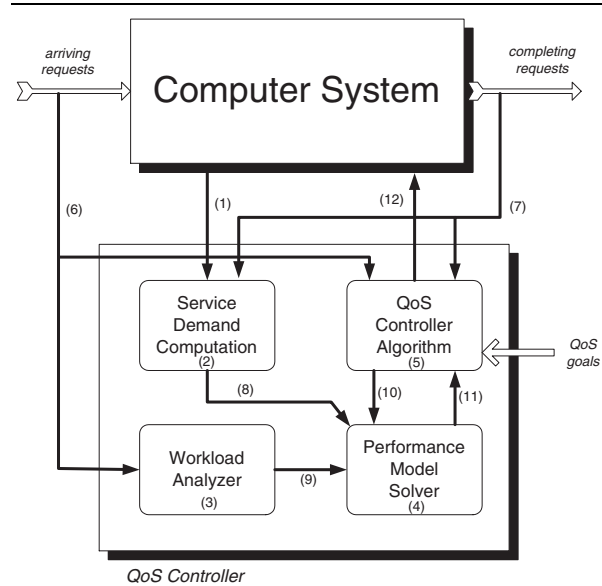 arriving
requests
completing
requests
Computer System
(6)
(1)
(12)
(7)
Service
Demand
Computation
(2)
QoS
Controller
Algorithm
(5)
QoS
goals
(8)
(10)
(11)
Workload
Analyzer
(3)
(9)
Performance
Model
Solver
(4)
QoS Controller